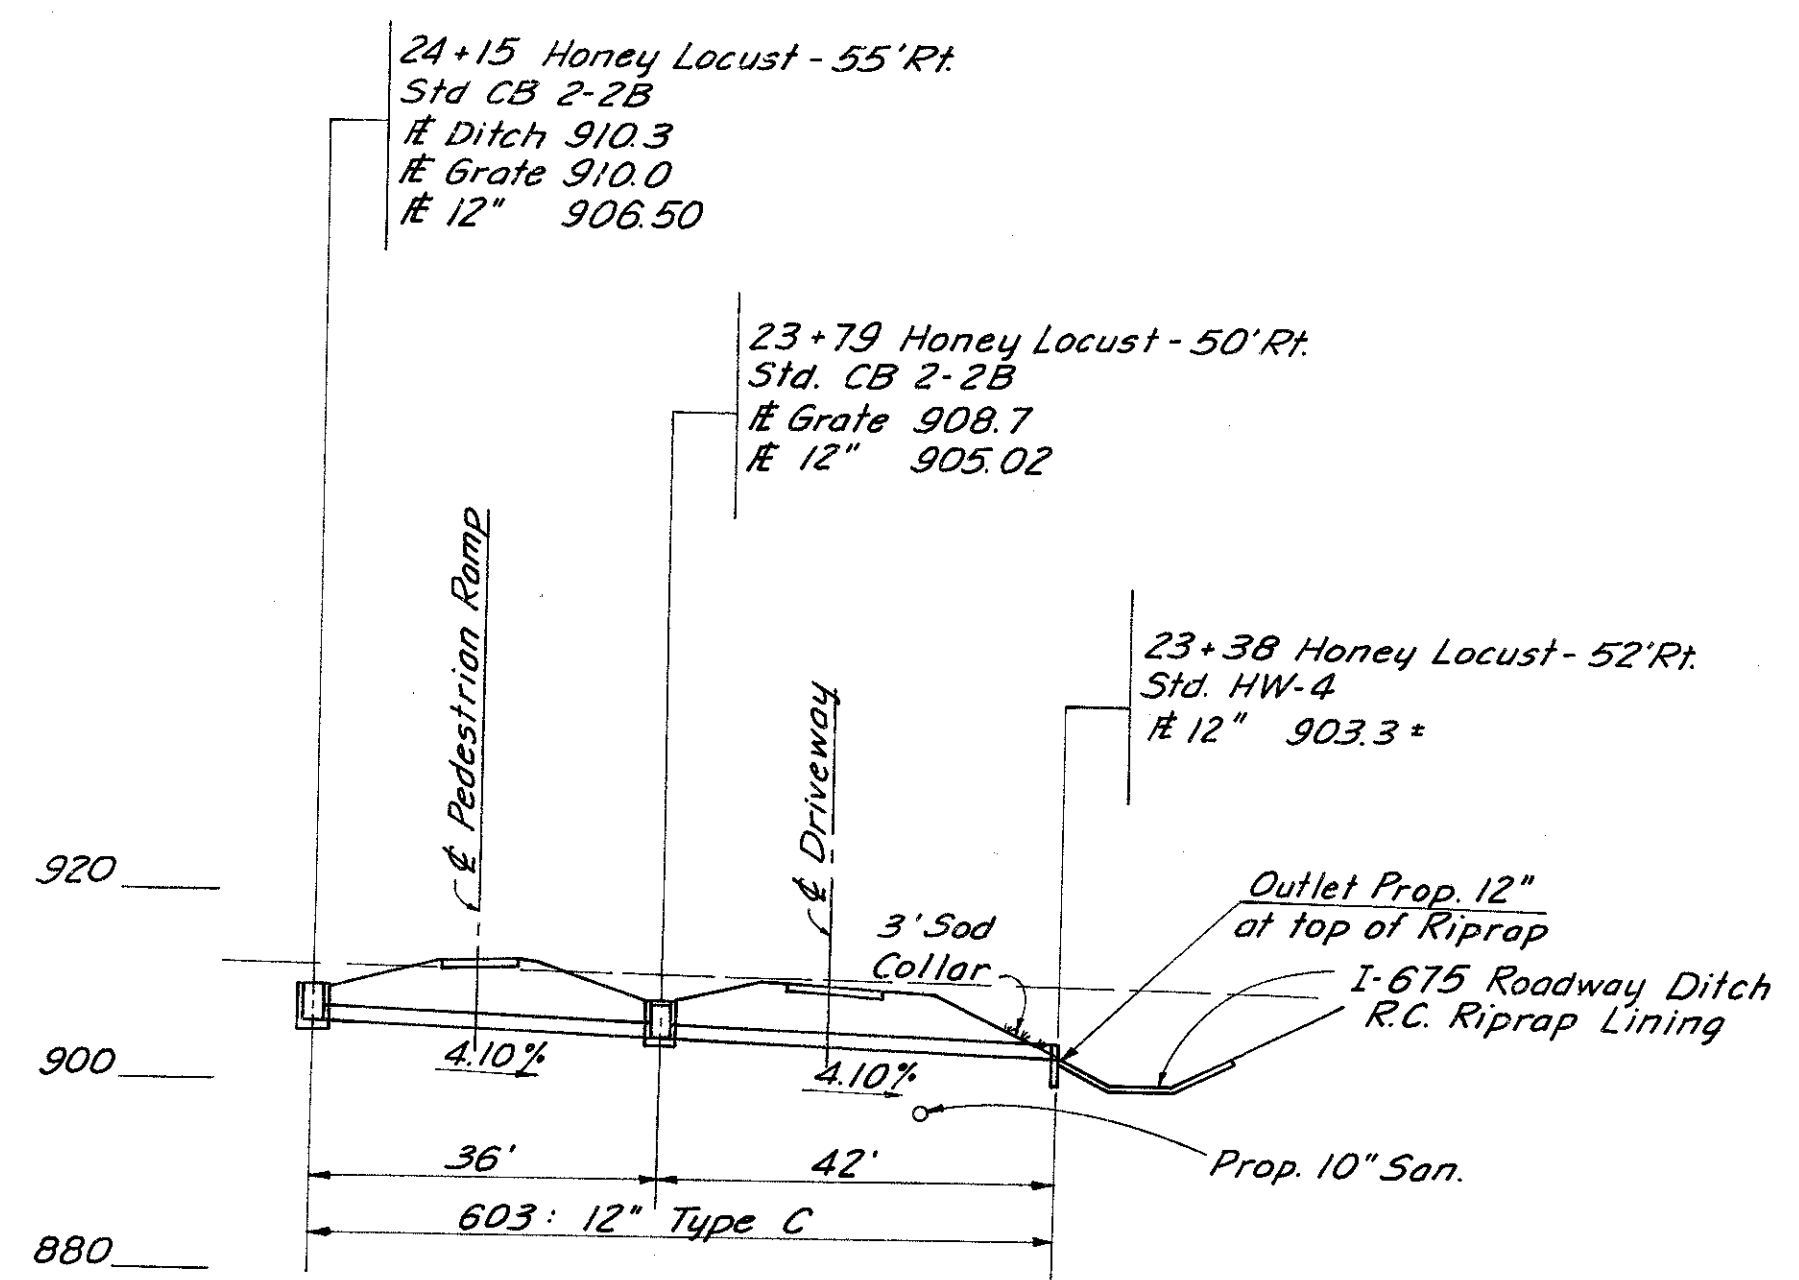 24+15 Honey Locust - 55'Rt.
Std CB 2-2B
℄ Ditch 910.3
℄ Grate 910.0
℄ 12" 906.50
23+79 Honey Locust - 50'Rt.
Std. CB 2-2B
℄ Grate 908.7
℄ 12" 905.02
℄ Pedestrian Ramp
23+38 Honey Locust - 52'Rt.
Std. HW-4
℄ 12" 903.3 ±
℄ Driveway
920
Outlet Prop. 12"
at top of Riprap
3' Sod
Collar
I-675 Roadway Ditch
R.C. Riprap Lining
900
4.10%
4.10%
36'
42'
Prop. 10" San.
603: 12" Type C
880